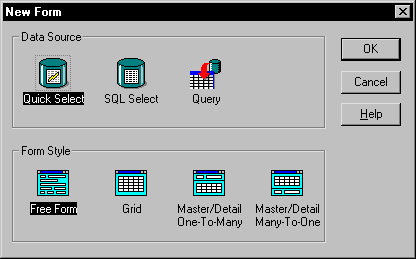 New Form
Data Source
Quick Select
SQL Select
Query
OK
Cancel
Help
Form Style
Free Form
Grid
Master/Detail
One-To-Many
Master/Detail
Many-To-One